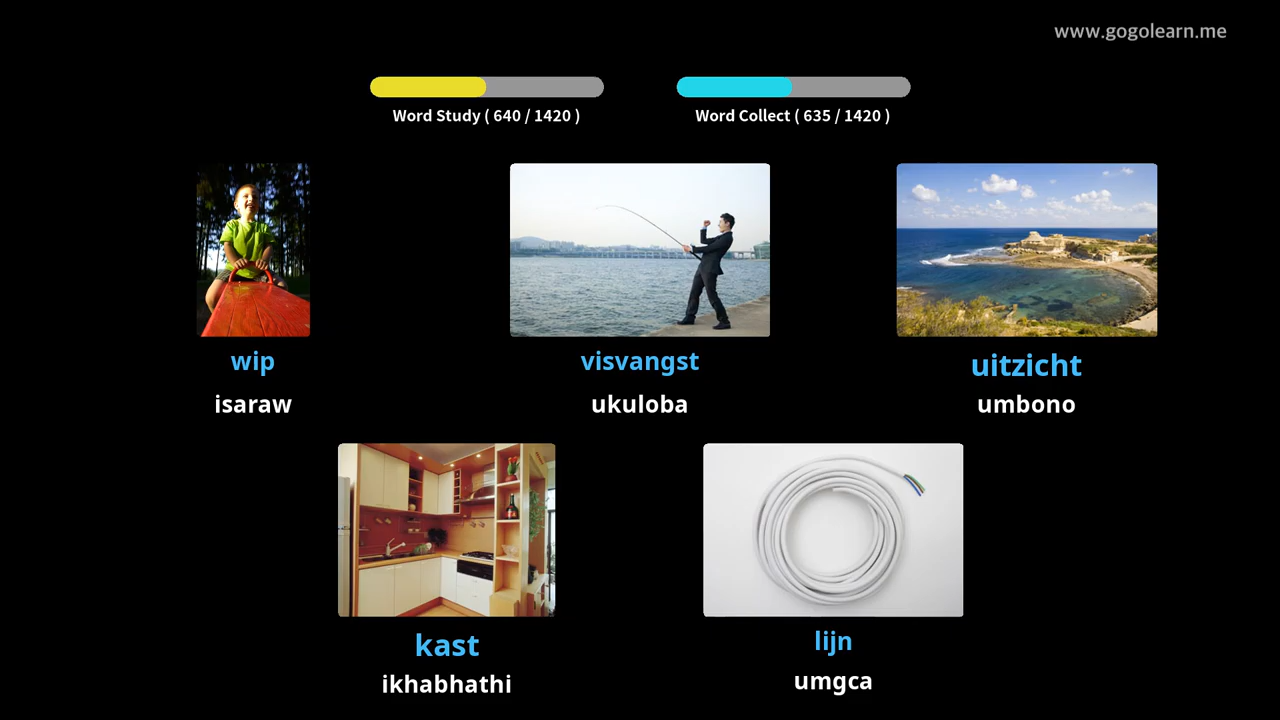 www.gogolearn.me
Word Study ( 640 / 1420 )
Word Collect ( 635 / 1420 )
wip
isaraw
visvangst
ukuloba
uitzicht
umbono
kast
ikhabhathi
lijn
umgca